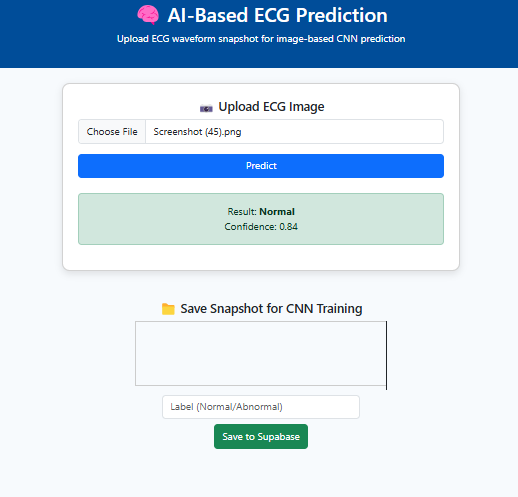 🧠 AI-Based ECG Prediction
Upload ECG waveform snapshot for image-based CNN prediction
📷 Upload ECG Image
Choose File Screenshot (45).png
Predict
Result: Normal
Confidence: 0.84
📁 Save Snapshot for CNN Training
Label (Normal/Abnormal)
Save to Supabase